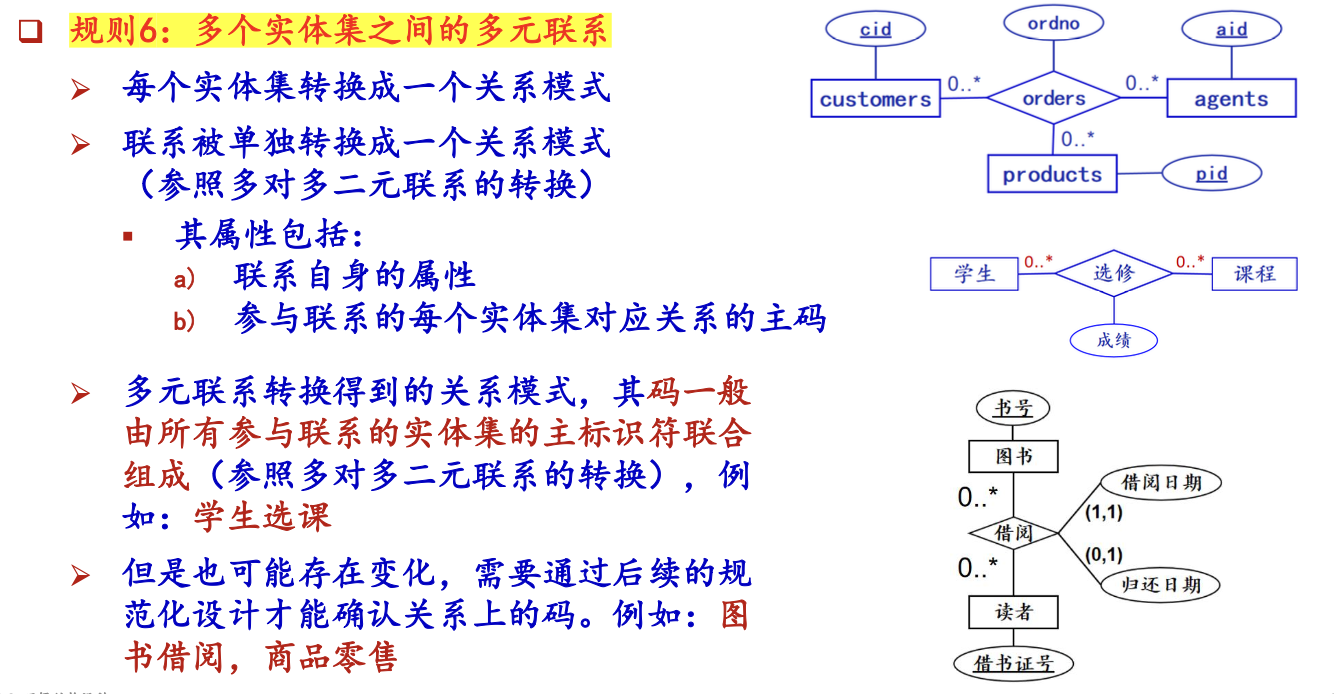 规则6：多个实体集之间的多元联系
每个实体集转换成一个关系模式
联系被单独转换成一个关系模式
（参照多对多二元联系的转换）
其属性包括：
a) 联系自身的属性
b) 参与联系的每个实体集对应关系的主码
多元联系转换得到的关系模式，其码一般
由所有参与联系的实体集的主标识符联合
组成（参照多对多二元联系的转换），例
如：学生选课
但是也可能存在变化，需要通过后续的规
范化设计才能确认关系上的码。例如：图
书借阅，商品零售
cid
ordno
aid
customers
0..*
orders
0..*
agents
0..*
products
pid
学生
0..*
选修
0..*
课程
成绩
书号
图书
0..*
借阅日期
(1,1)
借阅
(0,1)
0..*
归还日期
读者
借书证号